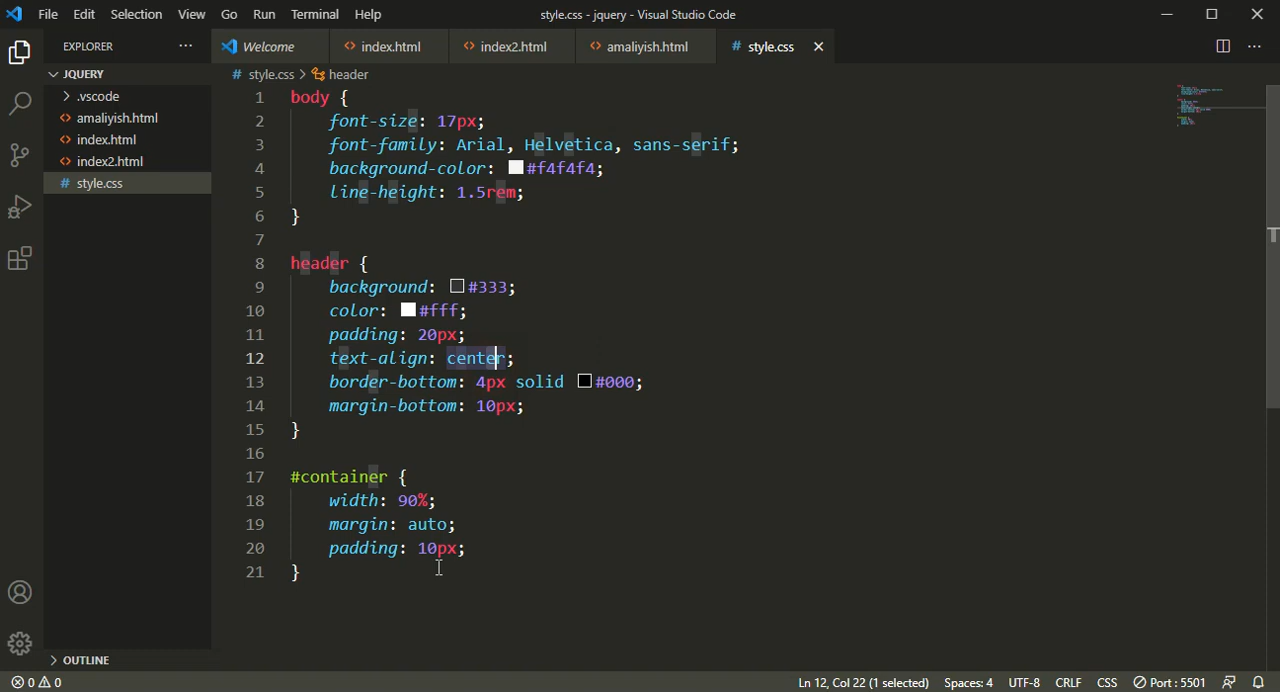 File Edit Selection View Go Run Terminal Help style.css - jquery - Visual Studio Code
EXPLORER
Welcome index.html index2.html amaliyish.html style.css
JQUERY
.vscode
amaliyish.html
index.html
index2.html
style.css
OUTLINE
style.css > header
1 body {
2 font-size: 17px;
3 font-family: Arial, Helvetica, sans-serif;
4 background-color: #f4f4f4;
5 line-height: 1.5rem;
6 }
7
8 header {
9 background: #333;
10 color: #fff;
11 padding: 20px;
12 text-align: center;
13 border-bottom: 4px solid #000;
14 margin-bottom: 10px;
15 }
16
17 #container {
18 width: 90%;
19 margin: auto;
20 padding: 10px;
21 }
0 0 Ln 12, Col 22 (1 selected) Spaces: 4 UTF-8 CRLF CSS Port : 5501